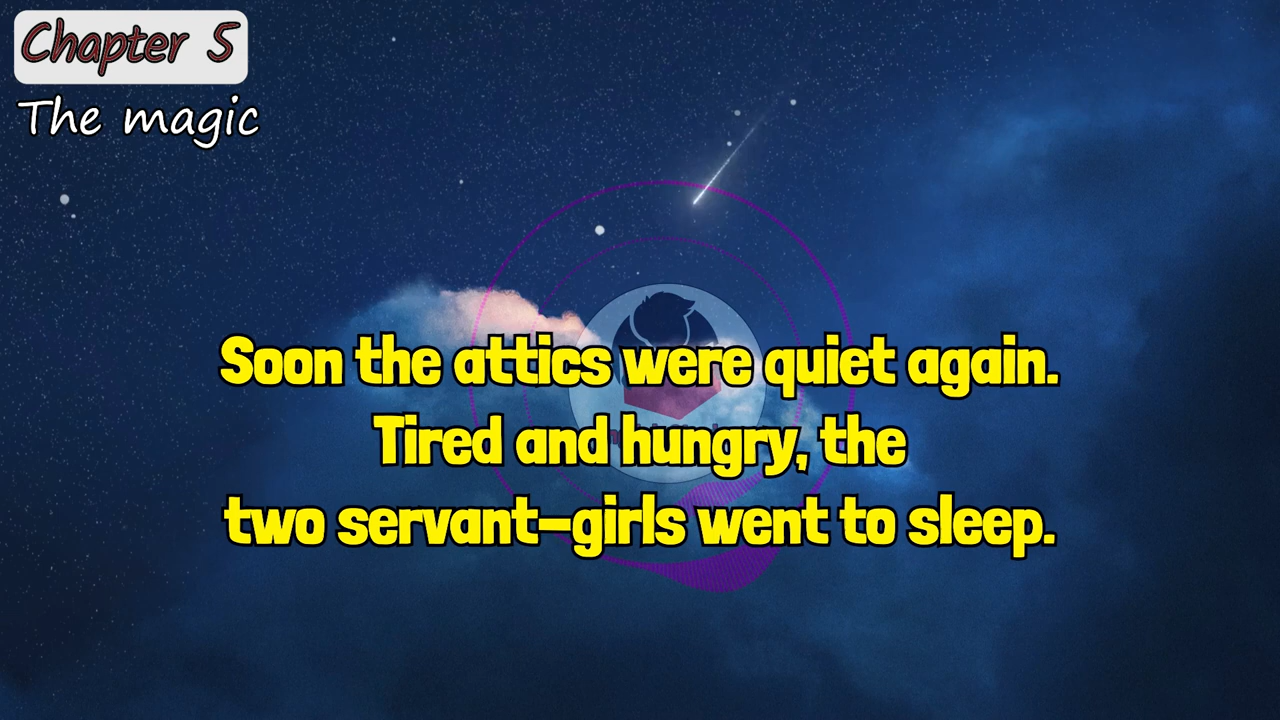 Chapter 5
The magic
Soon the attics were quiet again.
Tired and hungry, the
two servant-girls went to sleep.